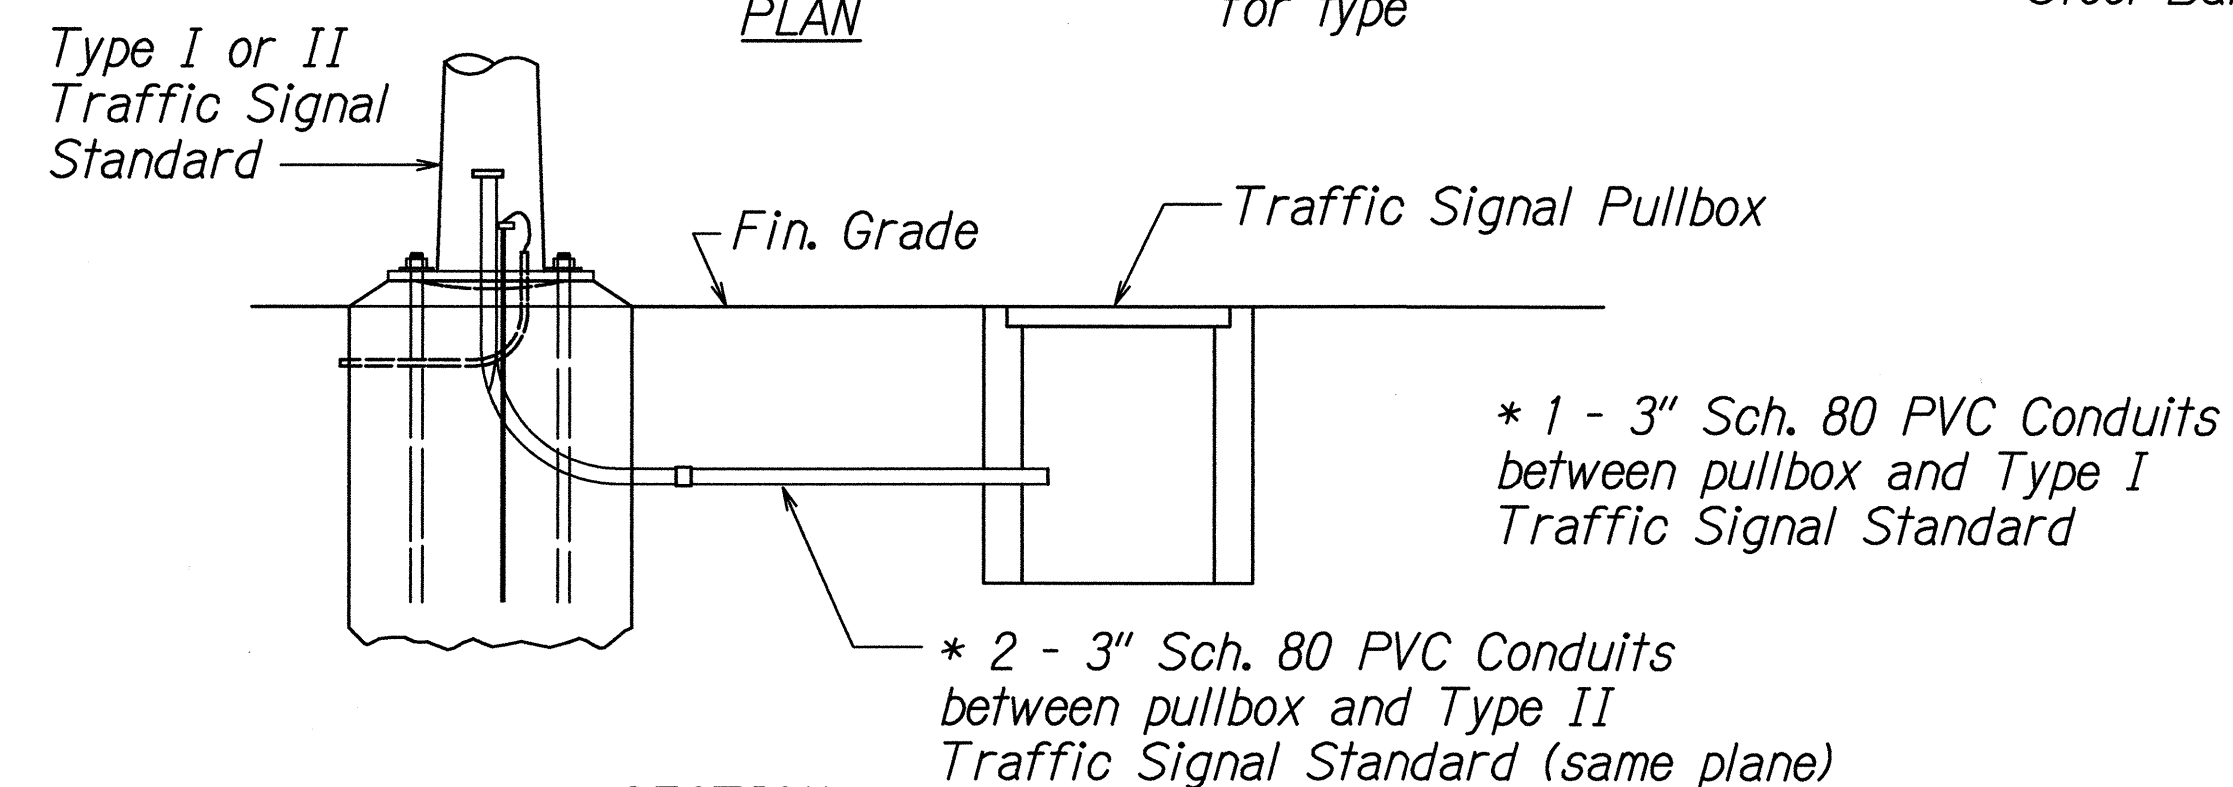 PLAN
for Type
Type I or II
Traffic Signal
Standard
Fin. Grade
Traffic Signal Pullbox
* 1 - 3" Sch. 80 PVC Conduits
between pullbox and Type I
Traffic Signal Standard
* 2 - 3" Sch. 80 PVC Conduits
between pullbox and Type II
Traffic Signal Standard (same plane)